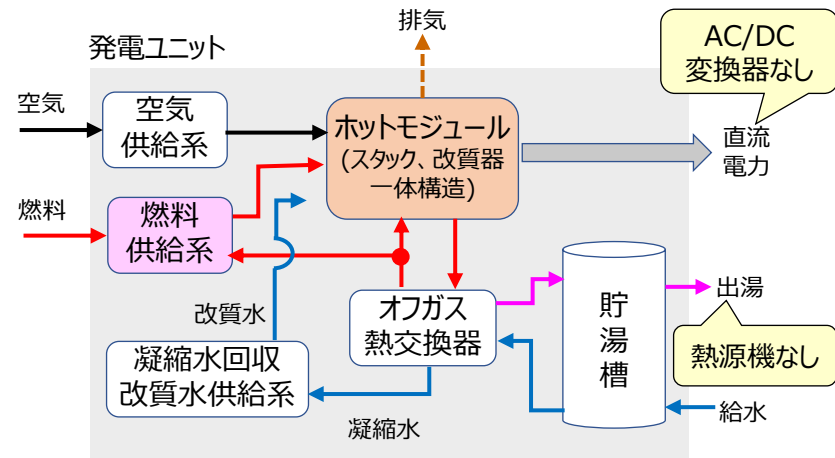 排気
発電ユニット
AC/DC
変換器なし
空気
空気
供給系
ホットモジュール
(スタック、改質器
一体構造)
直流
電力
燃料
燃料
供給系
改質水
オフガス
熱交換器
貯
湯
槽
出湯
熱源機なし
凝縮水回収
改質水供給系
凝縮水
給水